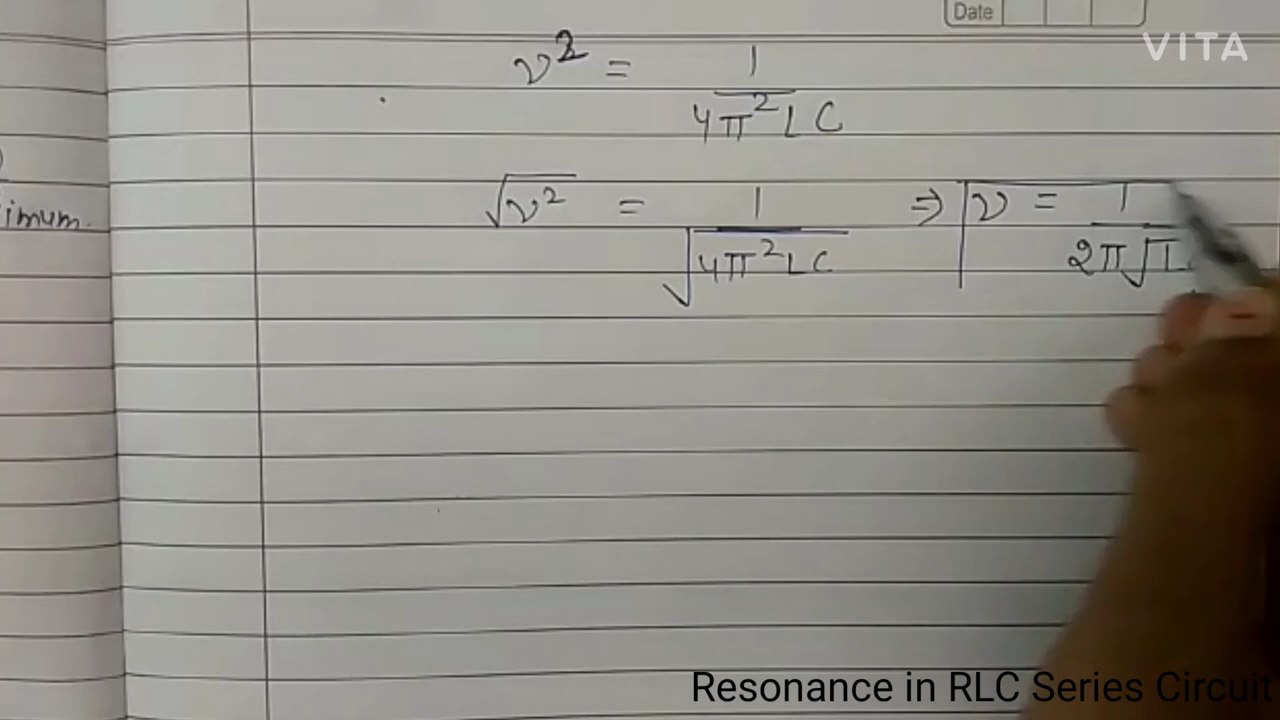 Date
VITA
ν² = 1 / 4π²LC
imum.
√ν² = 1 / √4π²LC ⇒ ν = 1 / 2π√L
Resonance in RLC Series Circuit